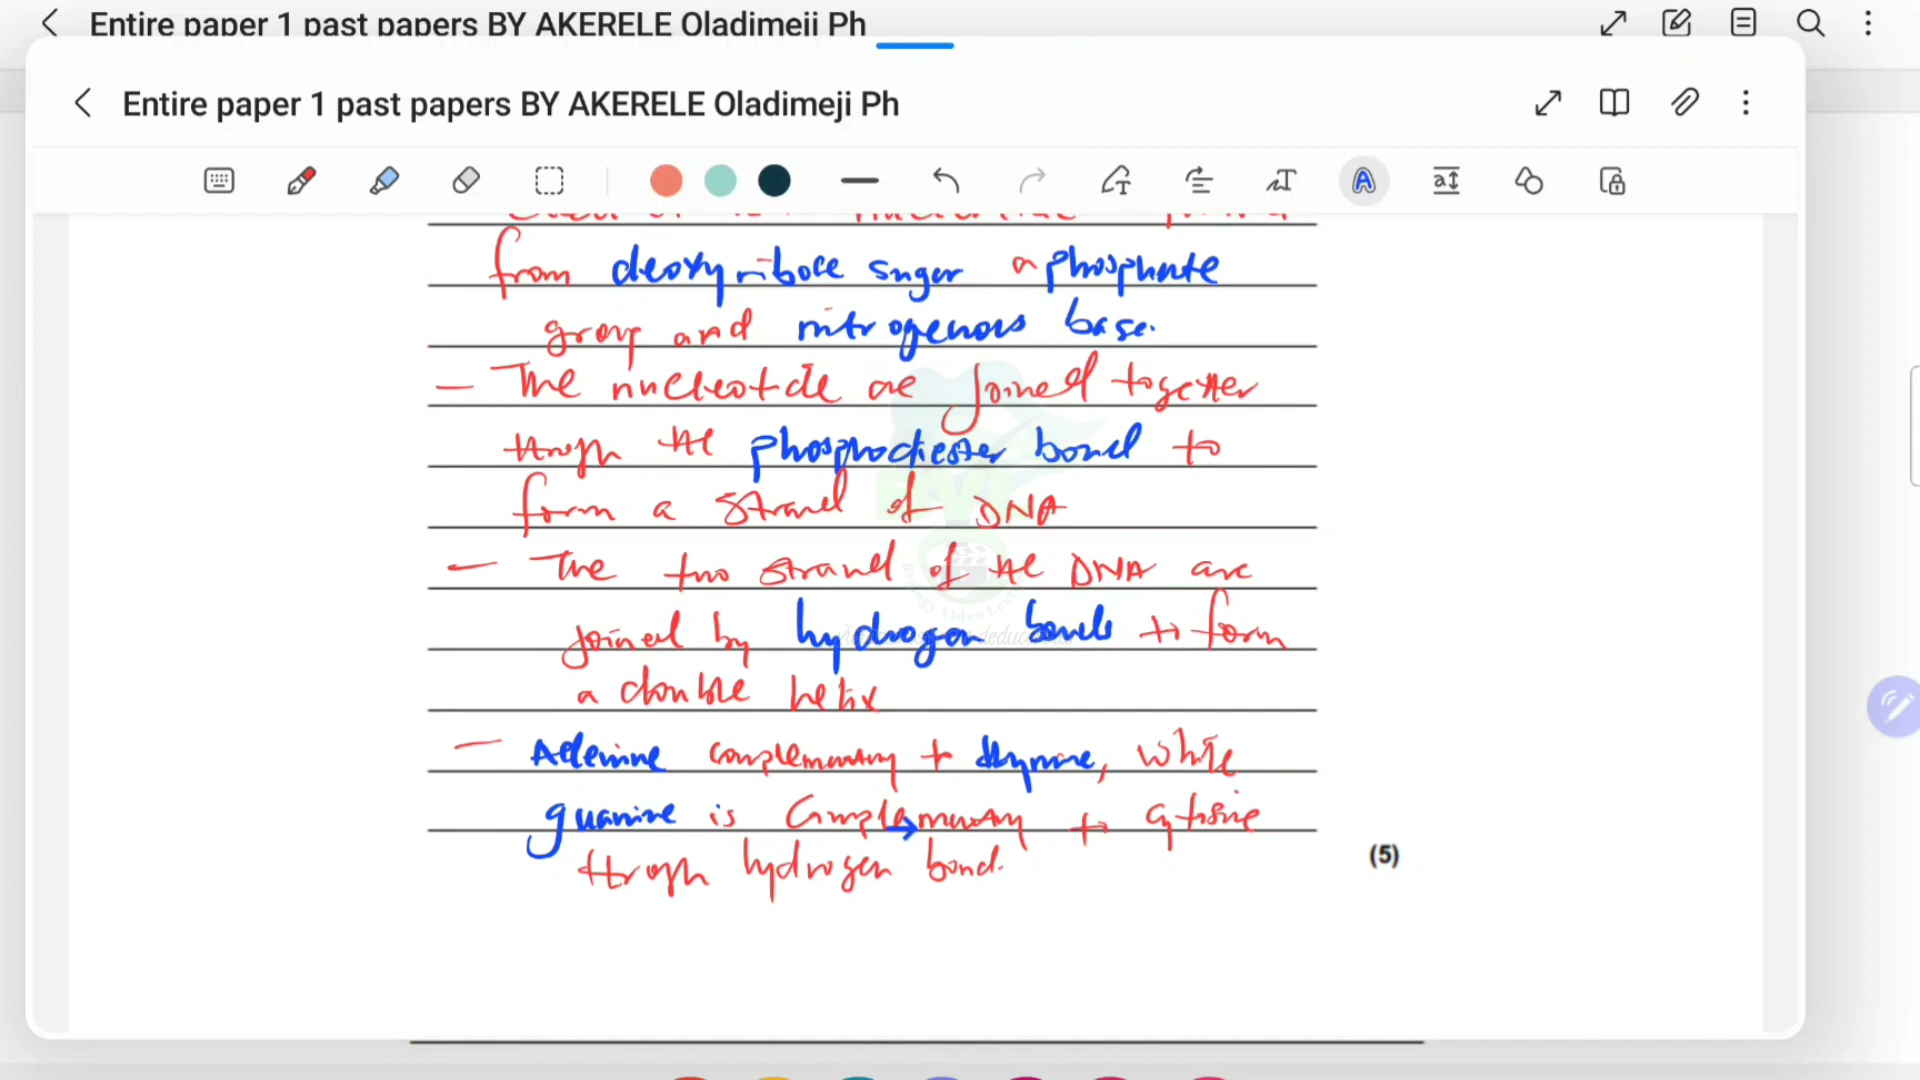 Entire paper 1 past papers BY AKERELE Oladimeji Ph
Entire paper 1 past papers BY AKERELE Oladimeji Ph
from deoxyribose sugar a phosphate
group and nitrogenous base.
– The nucleotide are joined together
through the phosphodiester bond to
form a strand of DNA
– The two strand of the DNA are
joined by hydrogen bonds to form
a double helix
– Adenine complementary to thymine, while
guanine is complementary to cytosine
through hydrogen bond.
(5)